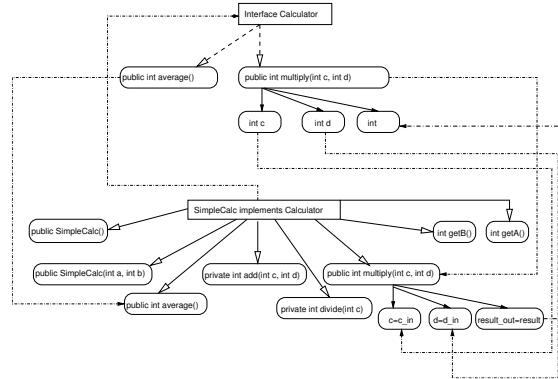 Interface Calculator
public int average()
public int multiply(int c, int d)
int c
int d
int
SimpleCalc implements Calculator
public SimpleCalc()
int getB()
int getA()
public SimpleCalc(int a, int b)
private int add(int c, int d)
public int multiply(int c, int d)
public int average()
private int divide(int c)
c=c_in
d=d_in
result_out=result